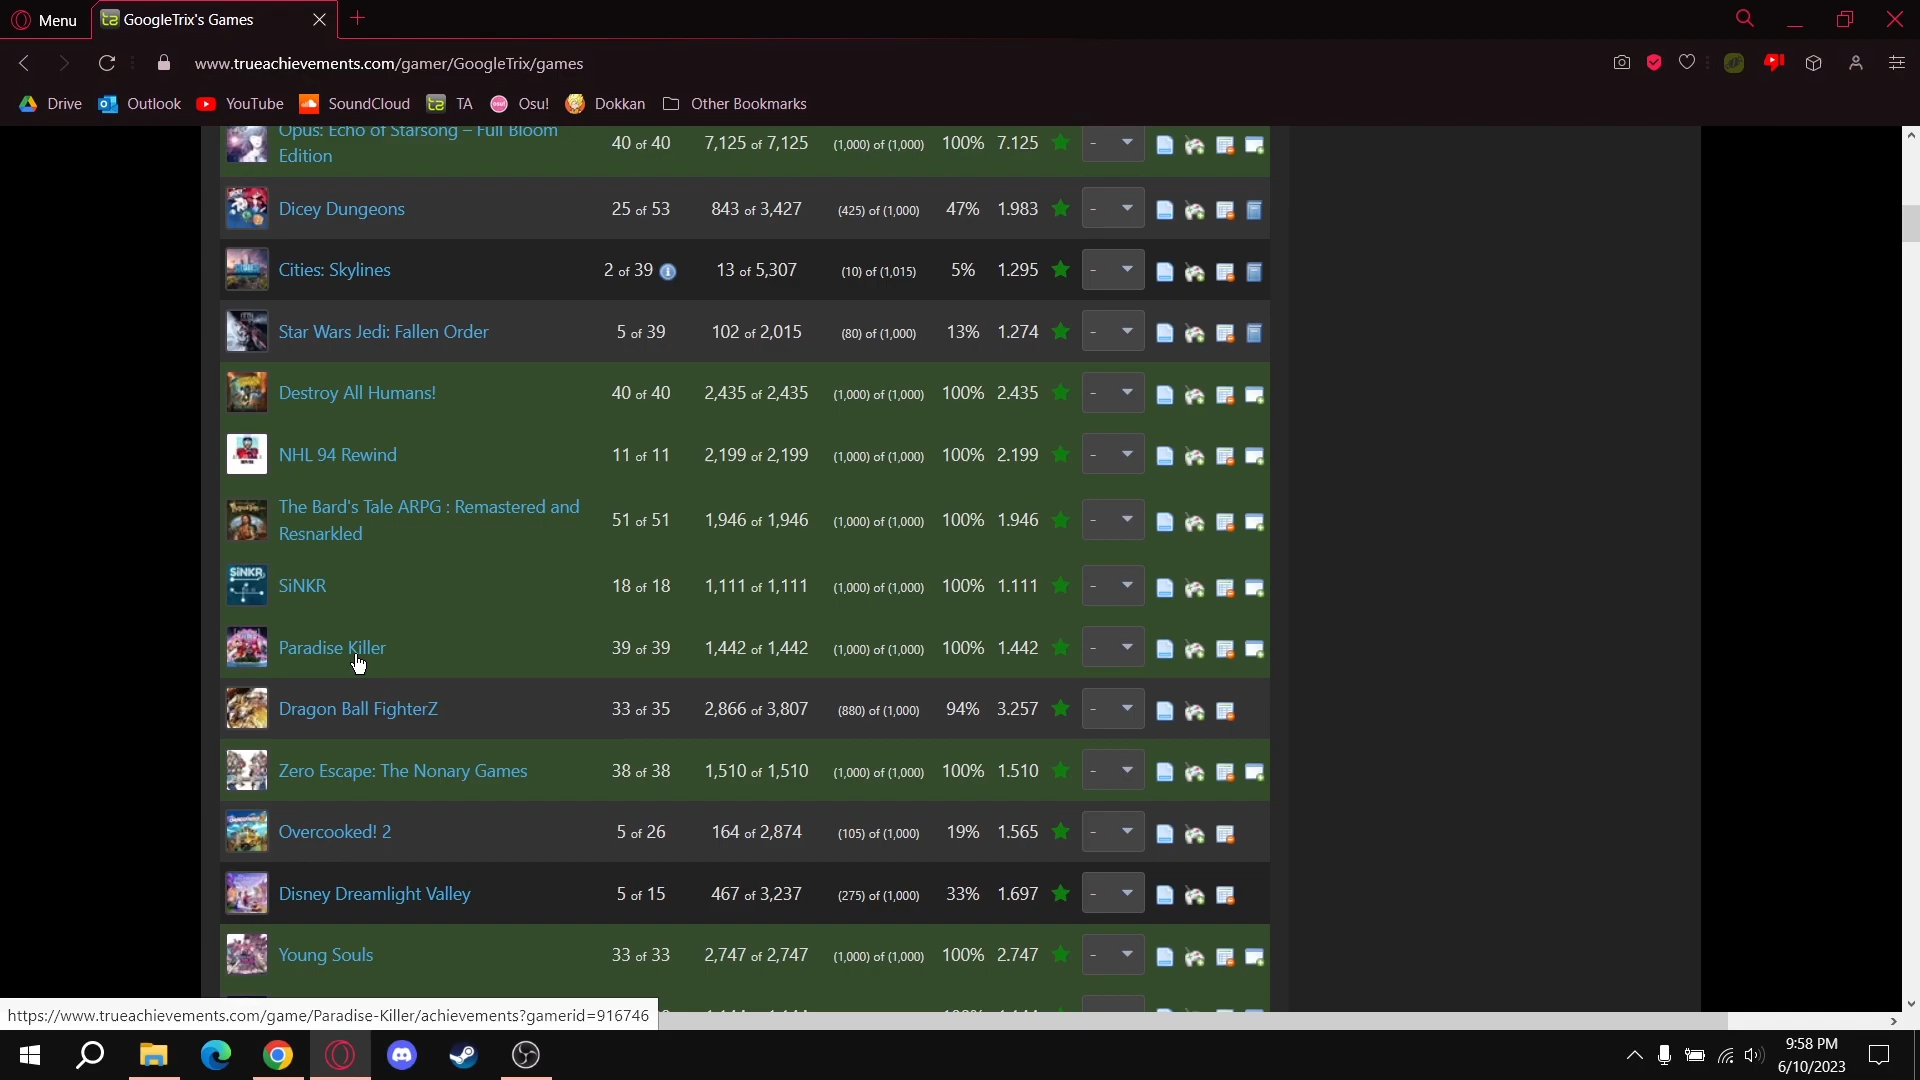 Menu GoogleTrix's Games
www.trueachievements.com/gamer/GoogleTrix/games
Drive Outlook YouTube SoundCloud TA Osu! Dokkan Other Bookmarks
Opus: Echo of Starsong – Full Bloom
Edition 40 of 40 7,125 of 7,125 (1,000) of (1,000) 100% 7.125 -
Dicey Dungeons 25 of 53 843 of 3,427 (425) of (1,000) 47% 1.983 -
Cities: Skylines 2 of 39 13 of 5,307 (10) of (1,015) 5% 1.295 -
Star Wars Jedi: Fallen Order 5 of 39 102 of 2,015 (80) of (1,000) 13% 1.274 -
Destroy All Humans! 40 of 40 2,435 of 2,435 (1,000) of (1,000) 100% 2.435 -
NHL 94 Rewind 11 of 11 2,199 of 2,199 (1,000) of (1,000) 100% 2.199 -
The Bard's Tale ARPG : Remastered and
Resnarkled 51 of 51 1,946 of 1,946 (1,000) of (1,000) 100% 1.946 -
SiNKR SiNKR 18 of 18 1,111 of 1,111 (1,000) of (1,000) 100% 1.111 -
Paradise Killer 39 of 39 1,442 of 1,442 (1,000) of (1,000) 100% 1.442 -
Dragon Ball FighterZ 33 of 35 2,866 of 3,807 (880) of (1,000) 94% 3.257 -
Zero Escape: The Nonary Games 38 of 38 1,510 of 1,510 (1,000) of (1,000) 100% 1.510 -
Overcooked! 2 5 of 26 164 of 2,874 (105) of (1,000) 19% 1.565 -
Disney Dreamlight Valley 5 of 15 467 of 3,237 (275) of (1,000) 33% 1.697 -
Young Souls 33 of 33 2,747 of 2,747 (1,000) of (1,000) 100% 2.747 -
https://www.trueachievements.com/game/Paradise-Killer/achievements?gamerid=916746
9:58 PM
6/10/2023